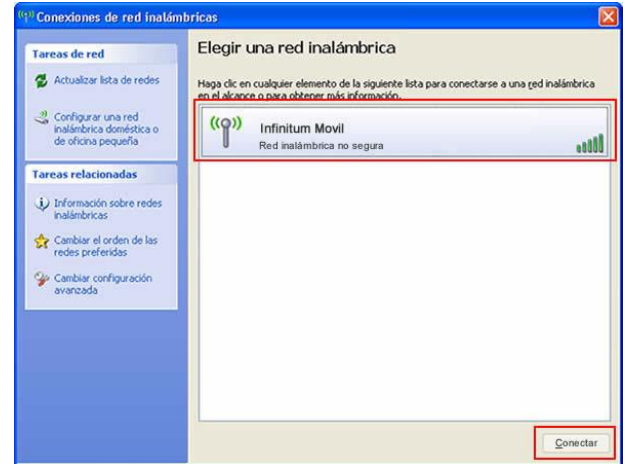 Conexiones de red inalámbricas
Tareas de red
Actualizar lista de redes
Configurar una red
inalámbrica doméstica o
de oficina pequeña
Tareas relacionadas
Información sobre redes
inalámbricas
Cambiar el orden de las
redes preferidas
Cambiar configuración
avanzada
Elegir una red inalámbrica
Haga clic en cualquier elemento de la siguiente lista para conectarse a una red inalámbrica
en el alcance o para obtener más información.
Infinitum Movil
Red inalámbrica no segura
Conectar